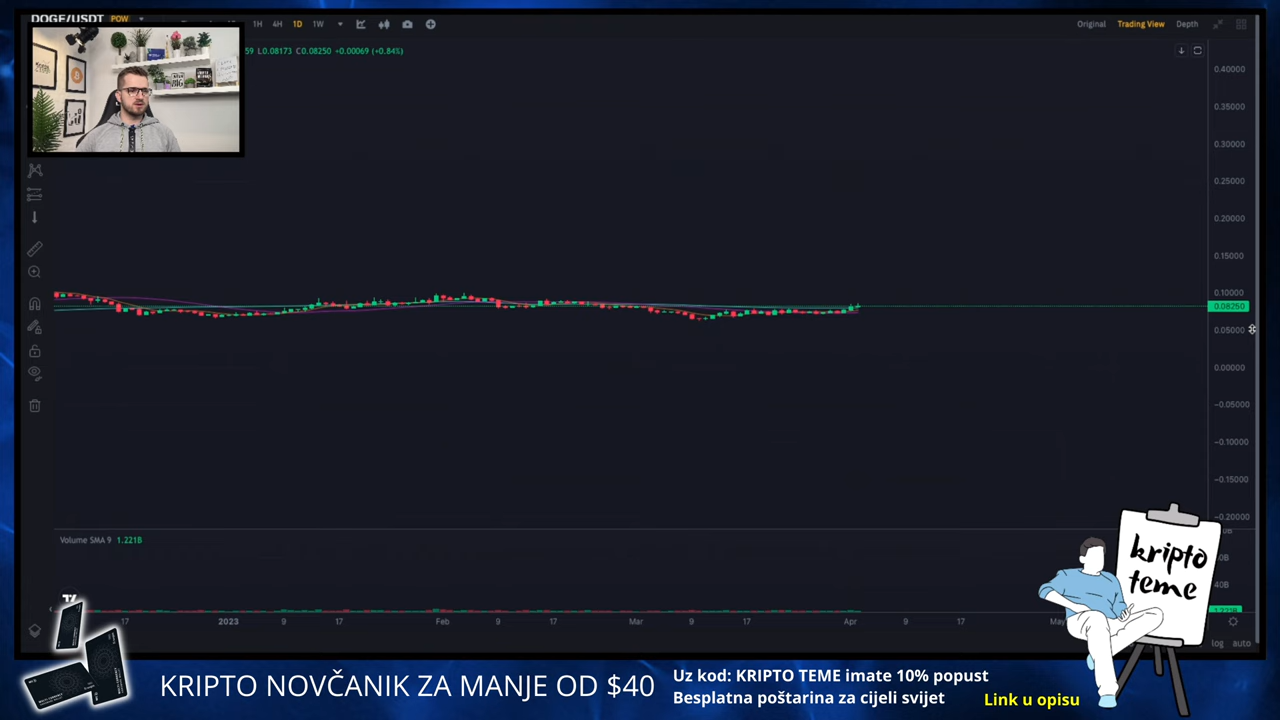 DOGE/USDT POW
1H 4H 1D 1W
Original Trading View Depth
59 L0.08173 C0.08250 +0.00069 (+0.84%)
0.40000
0.35000
0.30000
0.25000
0.20000
0.15000
0.10000
0.08250
0.05000
0.00000
−0.05000
−0.10000
−0.15000
−0.20000
Volume SMA 9 1.221B
17 2023 9 17 Feb 9 17 Mar 9 17 Apr 9 17
log auto
kripto
teme
KRIPTO NOVČANIK ZA MANJE OD $40
Uz kod: KRIPTO TEME imate 10% popust
Besplatna poštarina za cijeli svijet
Link u opisu